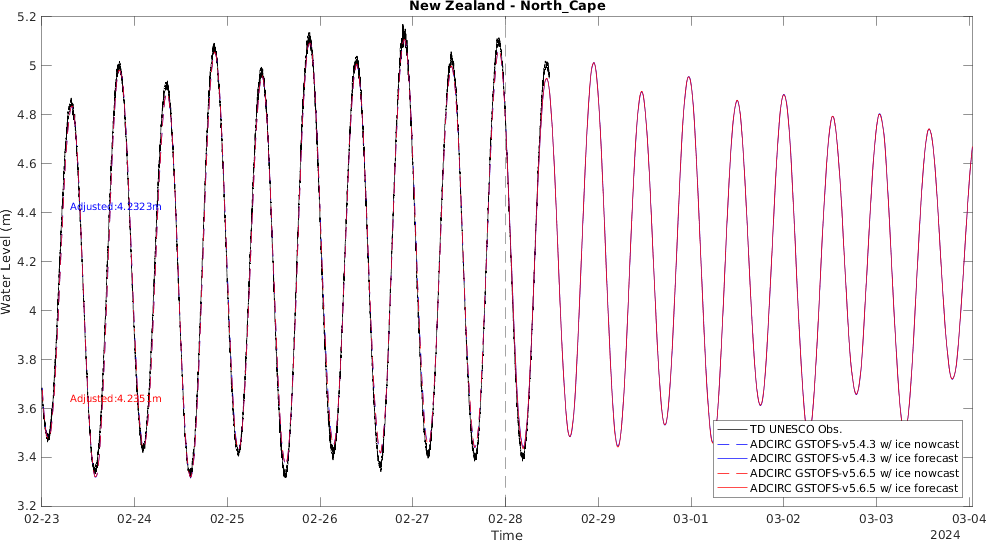 New Zealand - North_Cape
Water Level (m)
5.2
5
4.8
4.6
4.4
4.2
4
3.8
3.6
3.4
3.2
Adjusted:4.2323m
Adjusted:4.2351m
TD UNESCO Obs.
ADCIRC GSTOFS-v5.4.3 w/ ice nowcast
ADCIRC GSTOFS-v5.4.3 w/ ice forecast
ADCIRC GSTOFS-v5.6.5 w/ ice nowcast
ADCIRC GSTOFS-v5.6.5 w/ ice forecast
02-23 02-24 02-25 02-26 02-27 02-28 02-29 03-01 03-02 03-03 03-04
Time
2024